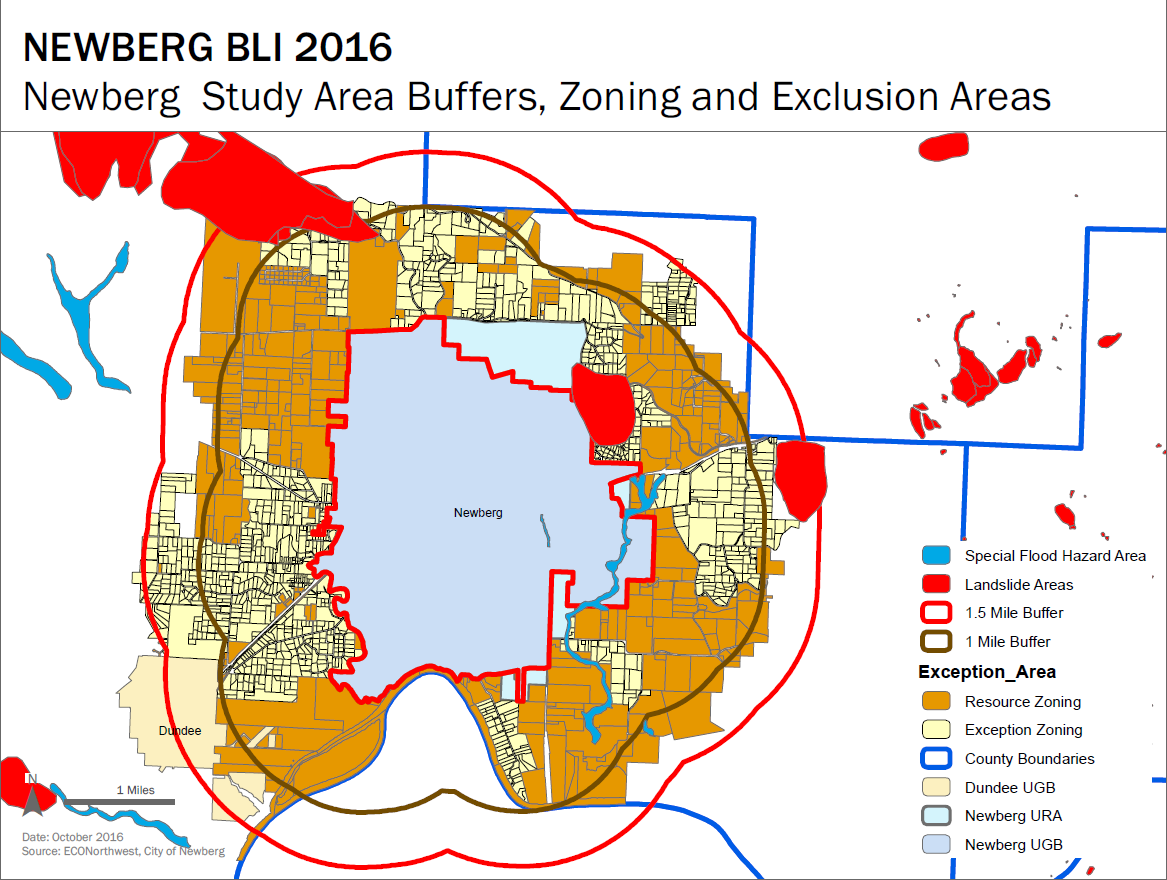 NEWBERG BLI 2016
Newberg Study Area Buffers, Zoning and Exclusion Areas
Newberg
Dundee
Special Flood Hazard Area
Landslide Areas
1.5 Mile Buffer
1 Mile Buffer
Exception_Area
Resource Zoning
Exception Zoning
County Boundaries
Dundee UGB
Newberg URA
Newberg UGB
N
1 Miles
Date: October 2016
Source: ECONorthwest, City of Newberg